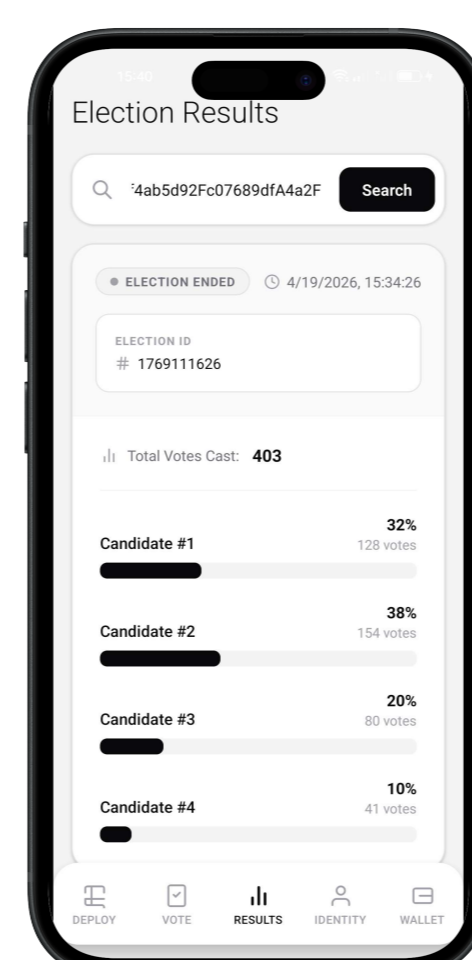 15:40
Election Results
4ab5d92Fc07689dfA4a2F
Search
ELECTION ENDED
4/19/2026, 15:34:26
ELECTION ID
# 1769111626
Total Votes Cast: 403
32%
Candidate #1
128 votes
38%
Candidate #2
154 votes
20%
Candidate #3
80 votes
10%
Candidate #4
41 votes
DEPLOY
VOTE
RESULTS
IDENTITY
WALLET